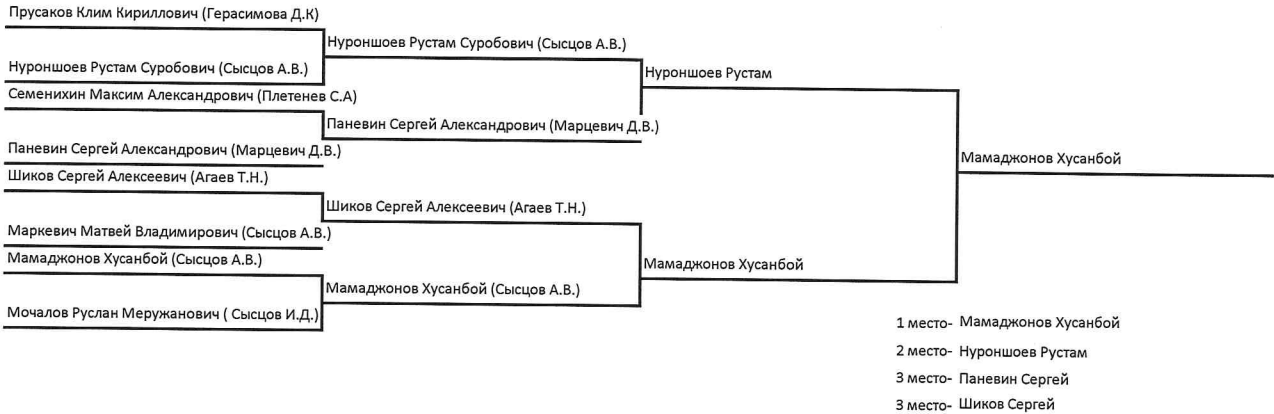 Прусаков Клим Кириллович (Герасимова Д.К)
Нуроншоев Рустам Суробович (Сысцов А.В.)
Нуроншоев Рустам Суробович (Сысцов А.В.)
Нуроншоев Рустам
Семенихин Максим Александрович (Плетенев С.А)
Паневин Сергей Александрович (Марцевич Д.В.)
Паневин Сергей Александрович (Марцевич Д.В.)
Мамаджонов Хусанбой
Шиков Сергей Алексеевич (Агаев Т.Н.)
Шиков Сергей Алексеевич (Агаев Т.Н.)
Маркевич Матвей Владимирович (Сысцов А.В.)
Мамаджонов Хусанбой (Сысцов А.В.)
Мамаджонов Хусанбой
Мамаджонов Хусанбой (Сысцов А.В.)
Мочалов Руслан Меружанович ( Сысцов И.Д.)
1 место- Мамаджонов Хусанбой
2 место- Нуроншоев Рустам
3 место- Паневин Сергей
3 место- Шиков Сергей